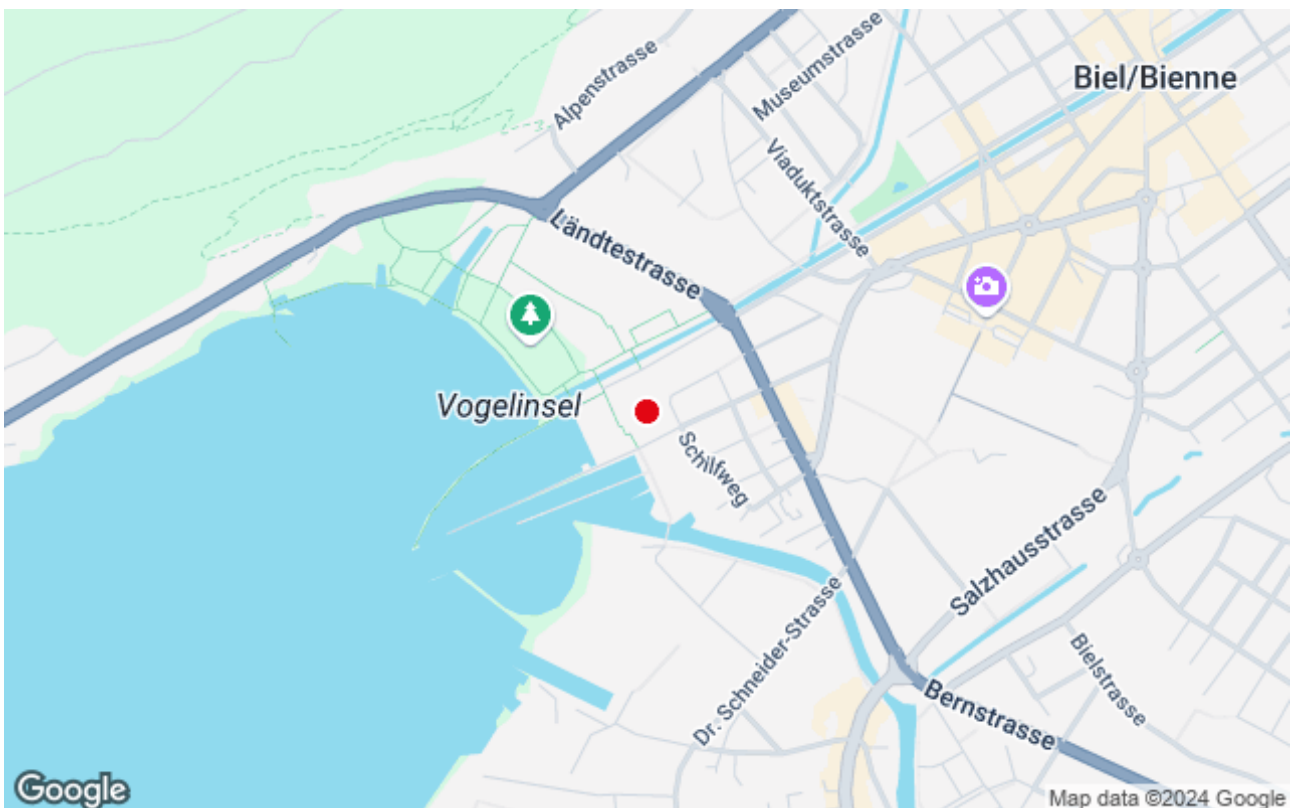 Alpenstrasse
Museumstrasse
Biel/Bienne
Viaduktstrasse
Ländtestrasse
Vogelinsel
Schilfweg
Salzhausstrasse
Dr. Schneider-Strasse
Bielstrasse
Bernstrasse
Google
Map data ©2024 Google